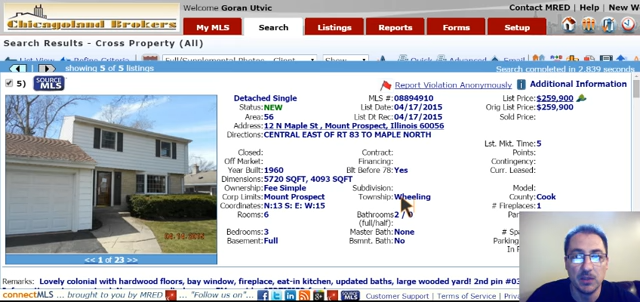 Chicagoland Brokers
Welcome Goran Utvic
Contact MRED | Help | New W
My MLS
Search
Listings
Reports
Forms
Setup
Search Results - Cross Property (All)
showing 5 of 5 listings
Search completed in 2.839 seconds
5)
SOURCE MLS
Report Violation Anonymously
Additional Information
Detached Single
MLS #: 08894910
List Price: $259,900
Status: NEW
List Date: 04/17/2015
Orig List Price: $259,900
Area: 56
List Dt Rec: 04/17/2015
Sold Price:
Address: 12 N Maple St , Mount Prospect, Illinois 60056
Directions: CENTRAL EAST OF RT 83 TO MAPLE NORTH
Lst. Mkt. Time: 5
Closed:
Contract:
Points:
Off Market:
Financing:
Contingency:
Year Built: 1960
Blt Before 78: Yes
Curr. Leased:
Dimensions: 5720 SQFT, 4093 SQFT
Ownership: Fee Simple
Subdivision:
Model:
Corp Limits: Mount Prospect
Township: Wheeling
County: Cook
Coordinates: N:13 S: E: W:15
# Fireplaces: 1
Rooms: 6
Bathrooms 2 / 0
(full/half):
Bedrooms: 3
Master Bath: None
Basement: Full
Bsmnt. Bath: No
<< 1 of 23 >>
Remarks: Lovely colonial with hardwood floors, bay window, fireplace, eat-in kitchen, updated baths, large wooded yard! 2nd pin #03
connectMLS ... brought to you by MRED
"Follow us on"
SOURCE MLS
Customer Support | Terms of Service | Priv